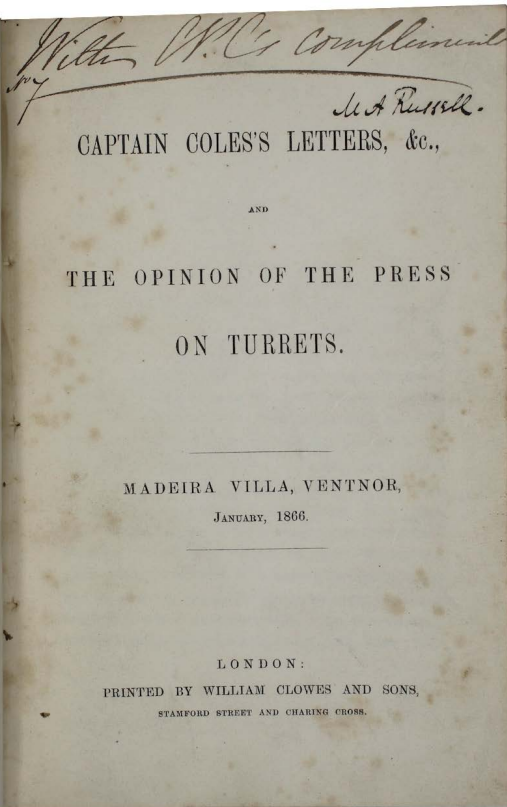 With CPC's compliments
No 7
M A Russell.
CAPTAIN COLES'S LETTERS, &c.,
AND
THE OPINION OF THE PRESS
ON TURRETS.
MADEIRA VILLA, VENTNOR,
JANUARY, 1866.
LONDON:
PRINTED BY WILLIAM CLOWES AND SONS,
STAMFORD STREET AND CHARING CROSS.